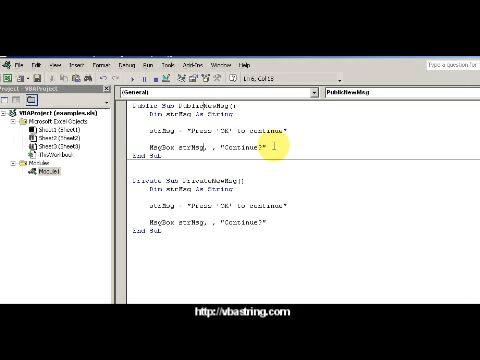 File Edit View Insert Format Debug Run Tools Add-Ins Window Help
Type a question fo
Ln 6, Col 18
Project - VBAProject
(General)
PublicNewMsg
VBAProject (examples.xls)
Microsoft Excel Objects
Sheet1 (Sheet1)
Sheet2 (Sheet2)
Sheet3 (Sheet3)
ThisWorkbook
Modules
Module1
Public Sub PublicNewMsg()
Dim strMsg As String
strMsg = "Press 'OK' to continue"
MsgBox strMsg, , "Continue?"
End Sub
Private Sub PrivateNewMsg()
Dim strMsg As String
strMsg = "Press 'OK' to continue"
MsgBox strMsg, , "Continue?"
End Sub
http://vbastring.com